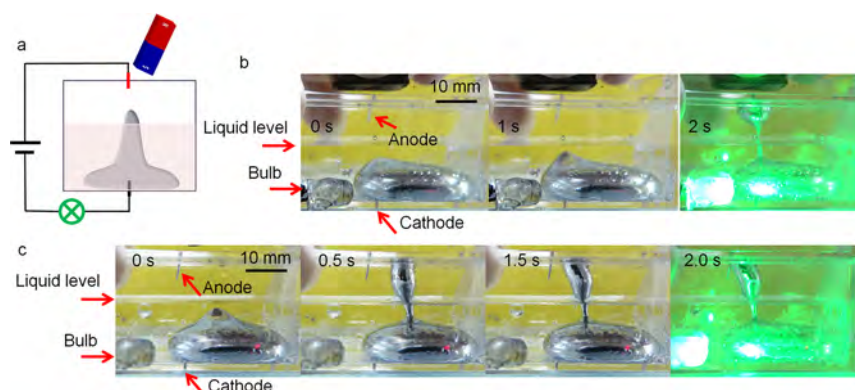 a
b
10 mm
0 s
1 s
2 s
Liquid level
Anode
Bulb
Cathode
c
0 s
10 mm
0.5 s
1.5 s
2.0 s
Anode
Liquid level
Bulb
Cathode